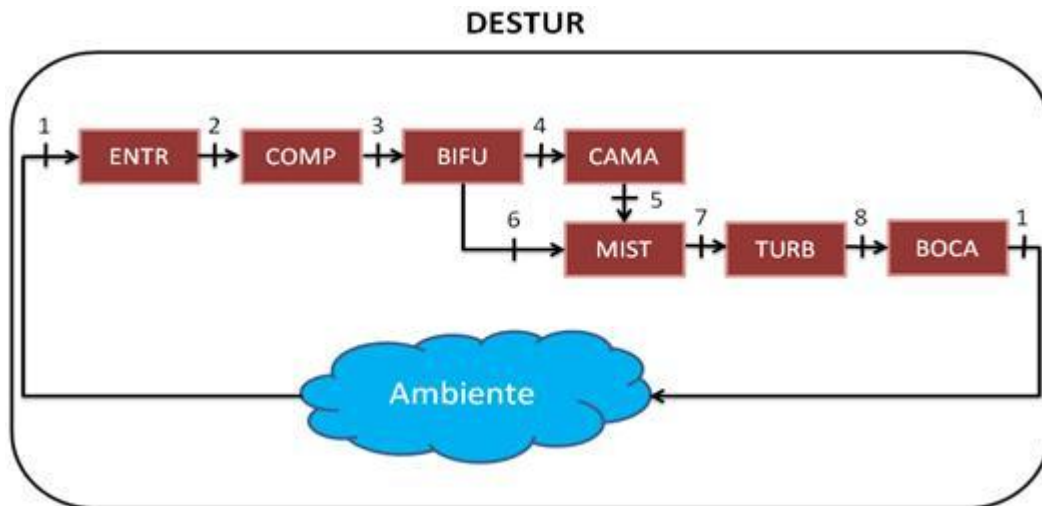 DESTUR
1 ENTR 2 COMP 3 BIFU 4 CAMA
5
6 MIST 7 TURB 8 BOCA 1
Ambiente